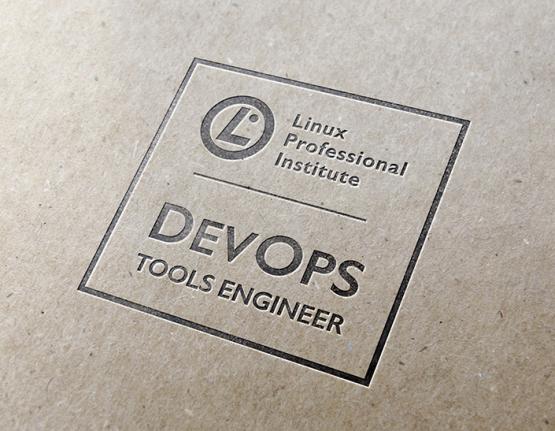 Linux
Professional
Institute
DEVOPS
TOOLS ENGINEER